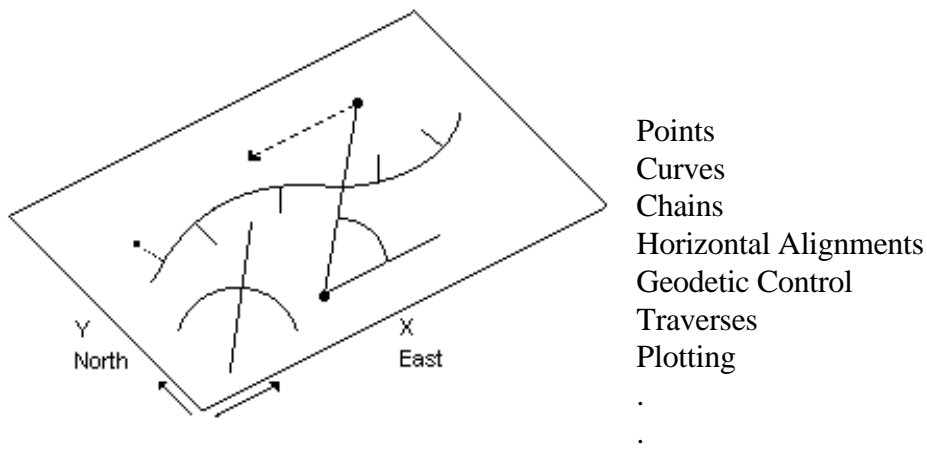 Y
North
X
East
Points
Curves
Chains
Horizontal Alignments
Geodetic Control
Traverses
Plotting
.
.